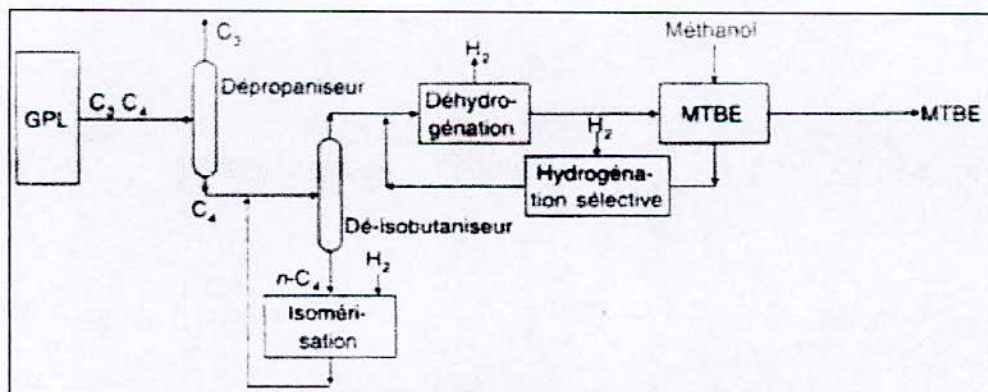 C₃
H₂
Méthanol
Dépropaniseur
GPL
C₃ C₄
Déhydro-
génation
MTBE
MTBE
H₂
Hydrogéna-
tion sélective
C₄
Dé-isobutaniseur
n-C₄
H₂
Isoméri-
sation